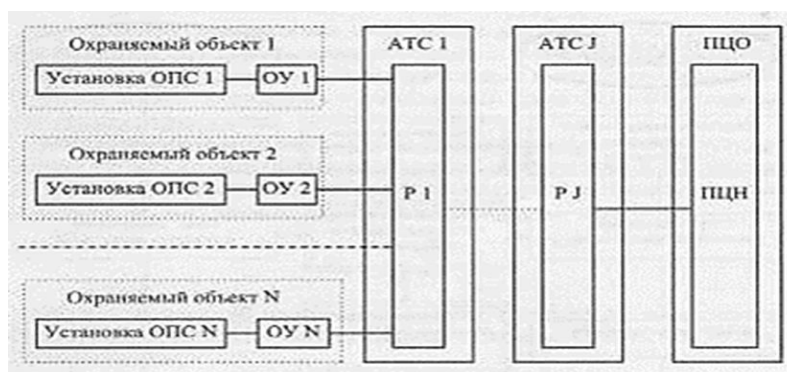 Охраняемый объект 1
Установка ОПС 1
ОУ 1
Охраняемый объект 2
Установка ОПС 2
ОУ 2
Охраняемый объект N
Установка ОПС N
ОУ N
АТС 1
Р 1
АТС J
Р J
ПЦО
ПЦН